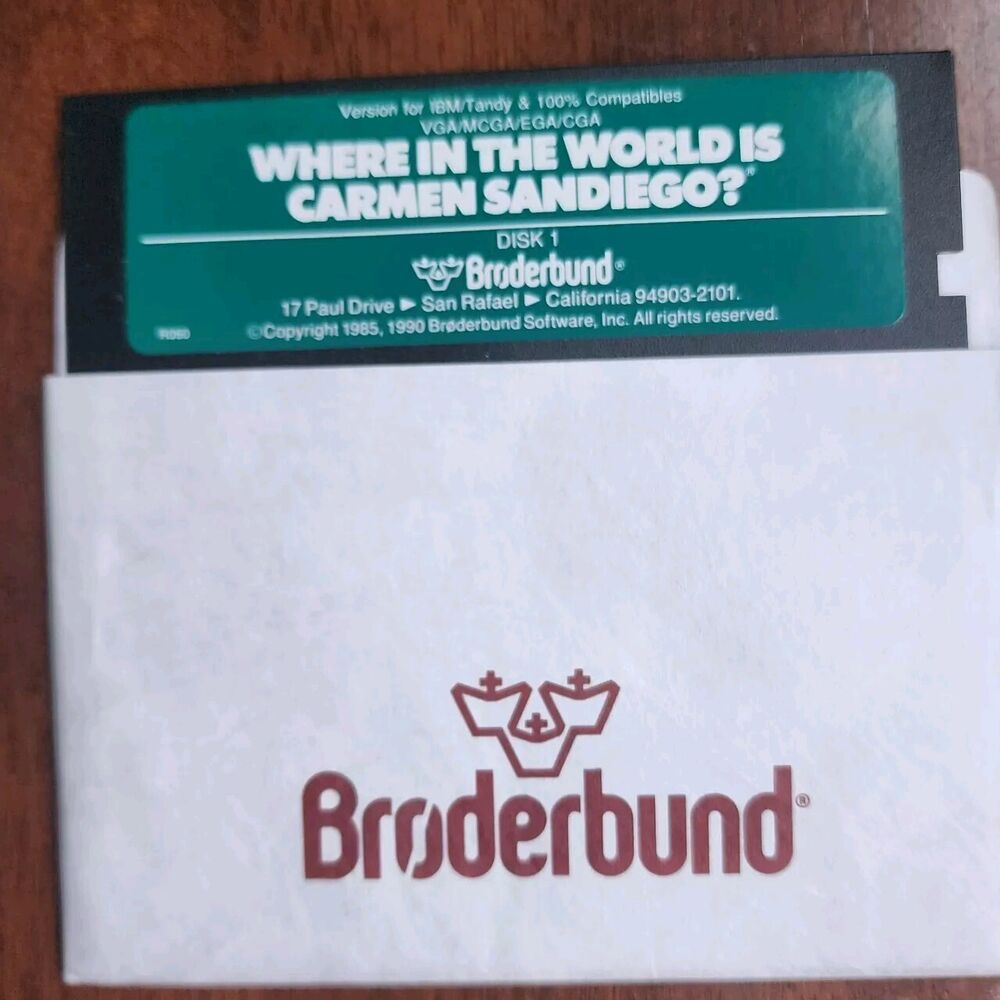 Version for IBM/Tandy & 100% Compatibles
VGA/MCGA/EGA/CGA
WHERE IN THE WORLD IS
CARMEN SANDIEGO?®
DISK 1
Brøderbund®
17 Paul Drive ► San Rafael ► California 94903-2101.
©Copyright 1985, 1990 Brøderbund Software, Inc. All rights reserved.
Brøderbund®